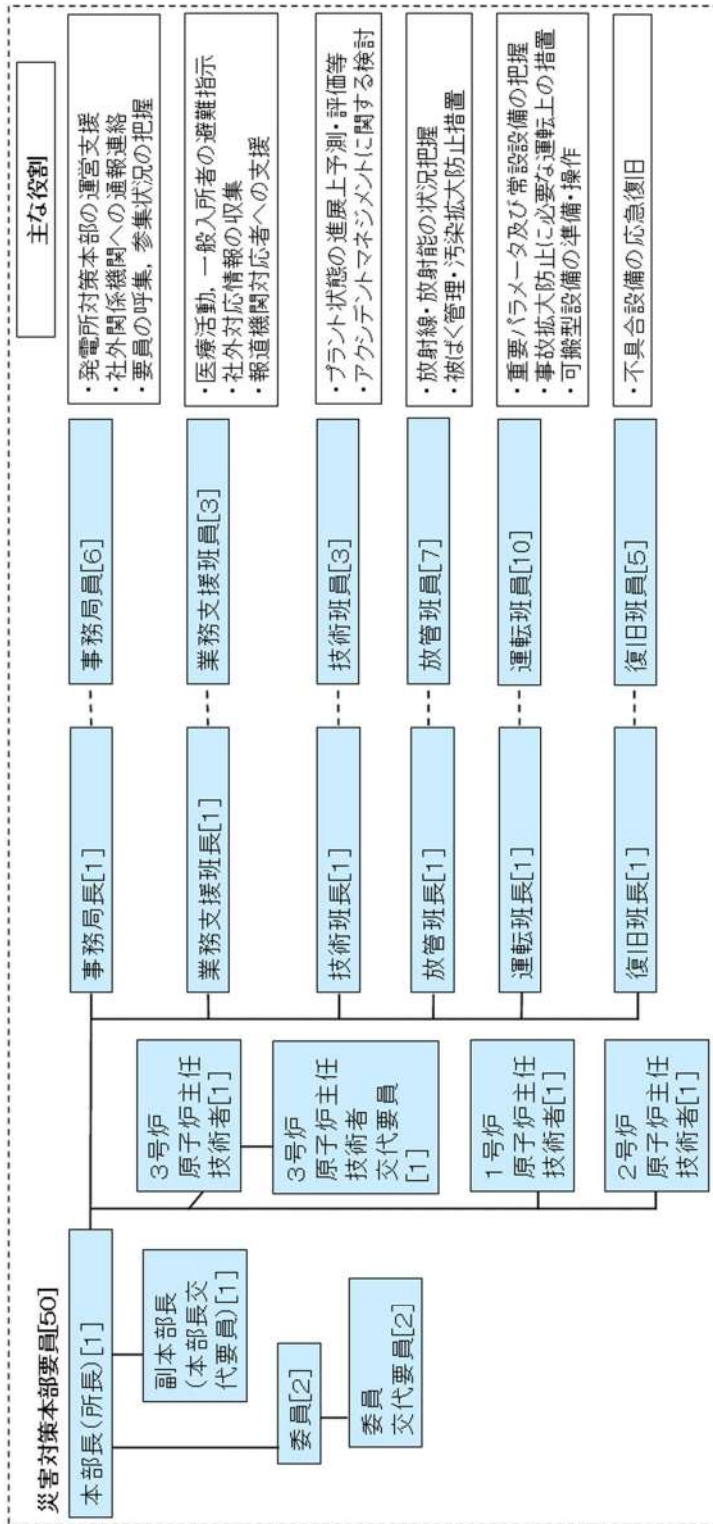 災害対策本部要員[50]
本部長(所長)[1]
副本部長
(本部長交
代要員)[1]
委員[2]
委員
交代要員[2]
3号炉
原子炉主任
技術者[1]
3号炉
原子炉主任
技術者
交代要員
[1]
1号炉
原子炉主任
技術者[1]
2号炉
原子炉主任
技術者[1]
主な役割
事務局長[1]
事務局員[6]
・発電所対策本部の運営支援
・社外関係機関への通報連絡
・要員の呼集，参集状況の把握
業務支援班長[1]
業務支援班員[3]
・医療活動，一般入所者の避難指示
・社外対応情報の収集
・報道機関対応者への支援
技術班長[1]
技術班員[3]
・プラント状態の進展上予測・評価等
・アクシデントマネジメントに関する検討
放管班長[1]
放管班員[7]
・放射線・放射能の状況把握
・被ばく管理・汚染拡大防止措置
運転班長[1]
運転班員[10]
・重要パラメータ及び常設設備の把握
・事故拡大防止に必要な運転上の措置
・可搬型設備の準備・操作
復旧班長[1]
復旧班員[5]
・不具合設備の応急復旧